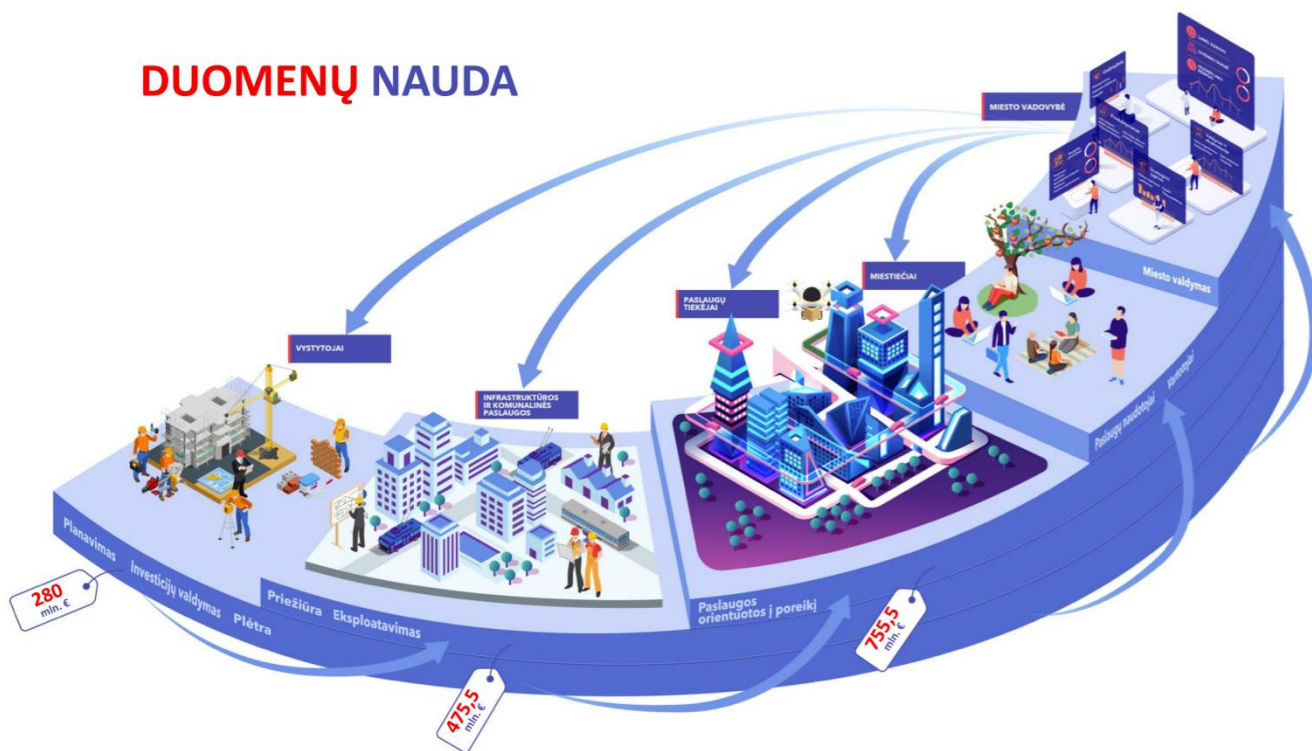 DUOMENŲ NAUDA
MIESTO VADOVYBĖ
MIESTIEČIAI
PASLAUGŲ
TIEKĖJAI
VYSTYTOJAI
INFRASTRUKTŪROS
IR KOMUNALINĖS
PASLAUGOS
Miesto valdymas
Paslaugų naudotojai
Vartotojai
Paslaugos
orientuotos į poreikį
Planavimas
Investicijų valdymas
Plėtra
Priežiūra
Eksploatavimas
280
mln. €
475,5
mln. €
755,5
mln. €